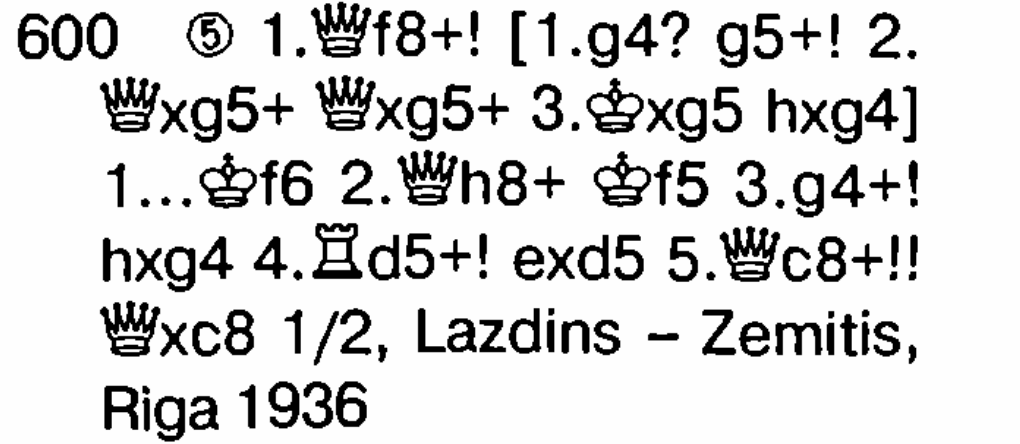 600 ⑤ 1.♕f8+! [1.g4? g5+! 2.
♕xg5+ ♕xg5+ 3.♔xg5 hxg4]
1...♔f6 2.♕h8+ ♔f5 3.g4+!
hxg4 4.♖d5+! exd5 5.♕c8+!!
♕xc8 1/2, Lazdins – Zemitis,
Riga 1936